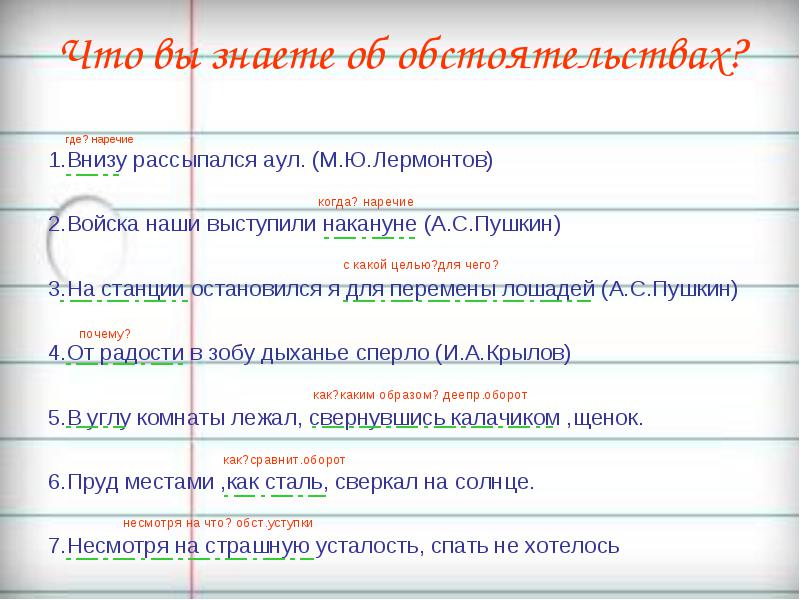 Что вы знаете об обстоятельствах?
где? наречие
1.Внизу рассыпался аул. (М.Ю.Лермонтов)
когда? наречие
2.Войска наши выступили накануне (А.С.Пушкин)
с какой целью?для чего?
3.На станции остановился я для перемены лошадей (А.С.Пушкин)
почему?
4.От радости в зобу дыханье сперло (И.А.Крылов)
как?каким образом? деепр.оборот
5.В углу комнаты лежал, свернувшись калачиком ,щенок.
как?сравнит.оборот
6.Пруд местами ,как сталь, сверкал на солнце.
несмотря на что? обст.уступки
7.Несмотря на страшную усталость, спать не хотелось